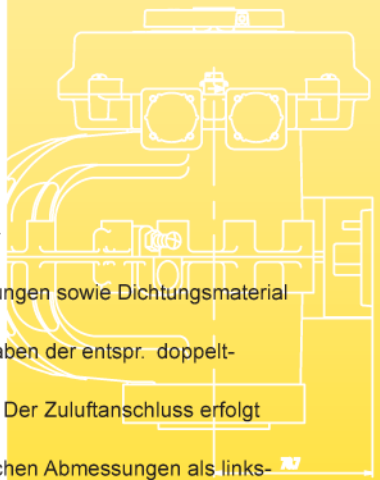 ungen sowie Dichtungsmaterial
aben der entspr. doppelt-
Der Zuluftanschluss erfolgt
chen Abmessungen als links-